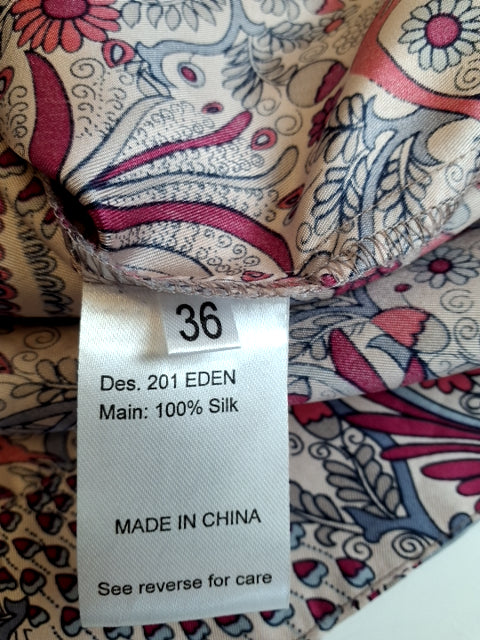 36
Des. 201 EDEN
Main: 100% Silk
MADE IN CHINA
See reverse for care